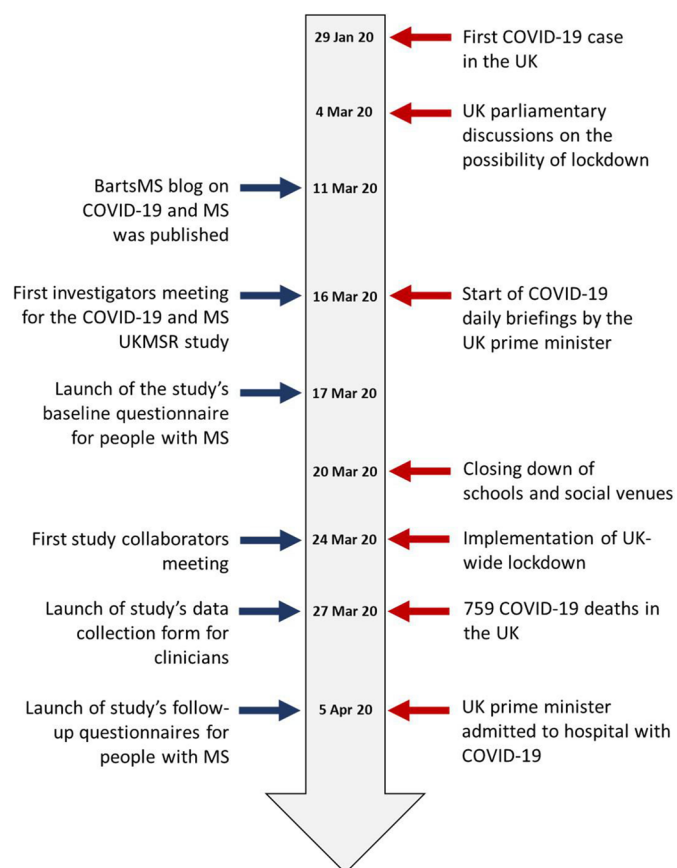 29 Jan 20
First COVID-19 case
in the UK
4 Mar 20
UK parliamentary
discussions on the
possibility of lockdown
BartsMS blog on
COVID-19 and MS
was published
11 Mar 20
First investigators meeting
for the COVID-19 and MS
UKMSR study
16 Mar 20
Start of COVID-19
daily briefings by the
UK prime minister
Launch of the study's
baseline questionnaire
for people with MS
17 Mar 20
20 Mar 20
Closing down of
schools and social venues
First study collaborators
meeting
24 Mar 20
Implementation of UK-
wide lockdown
Launch of study's data
collection form for
clinicians
27 Mar 20
759 COVID-19 deaths in
the UK
Launch of study's follow-
up questionnaires for
people with MS
5 Apr 20
UK prime minister
admitted to hospital with
COVID-19